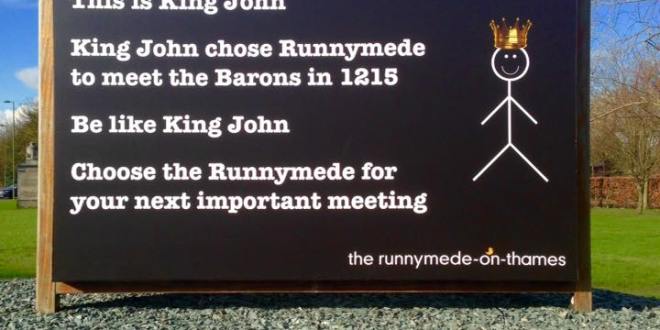 This is King John
King John chose Runnymede
to meet the Barons in 1215
Be like King John
Choose the Runnymede for
your next important meeting
the runnymede-on-thames